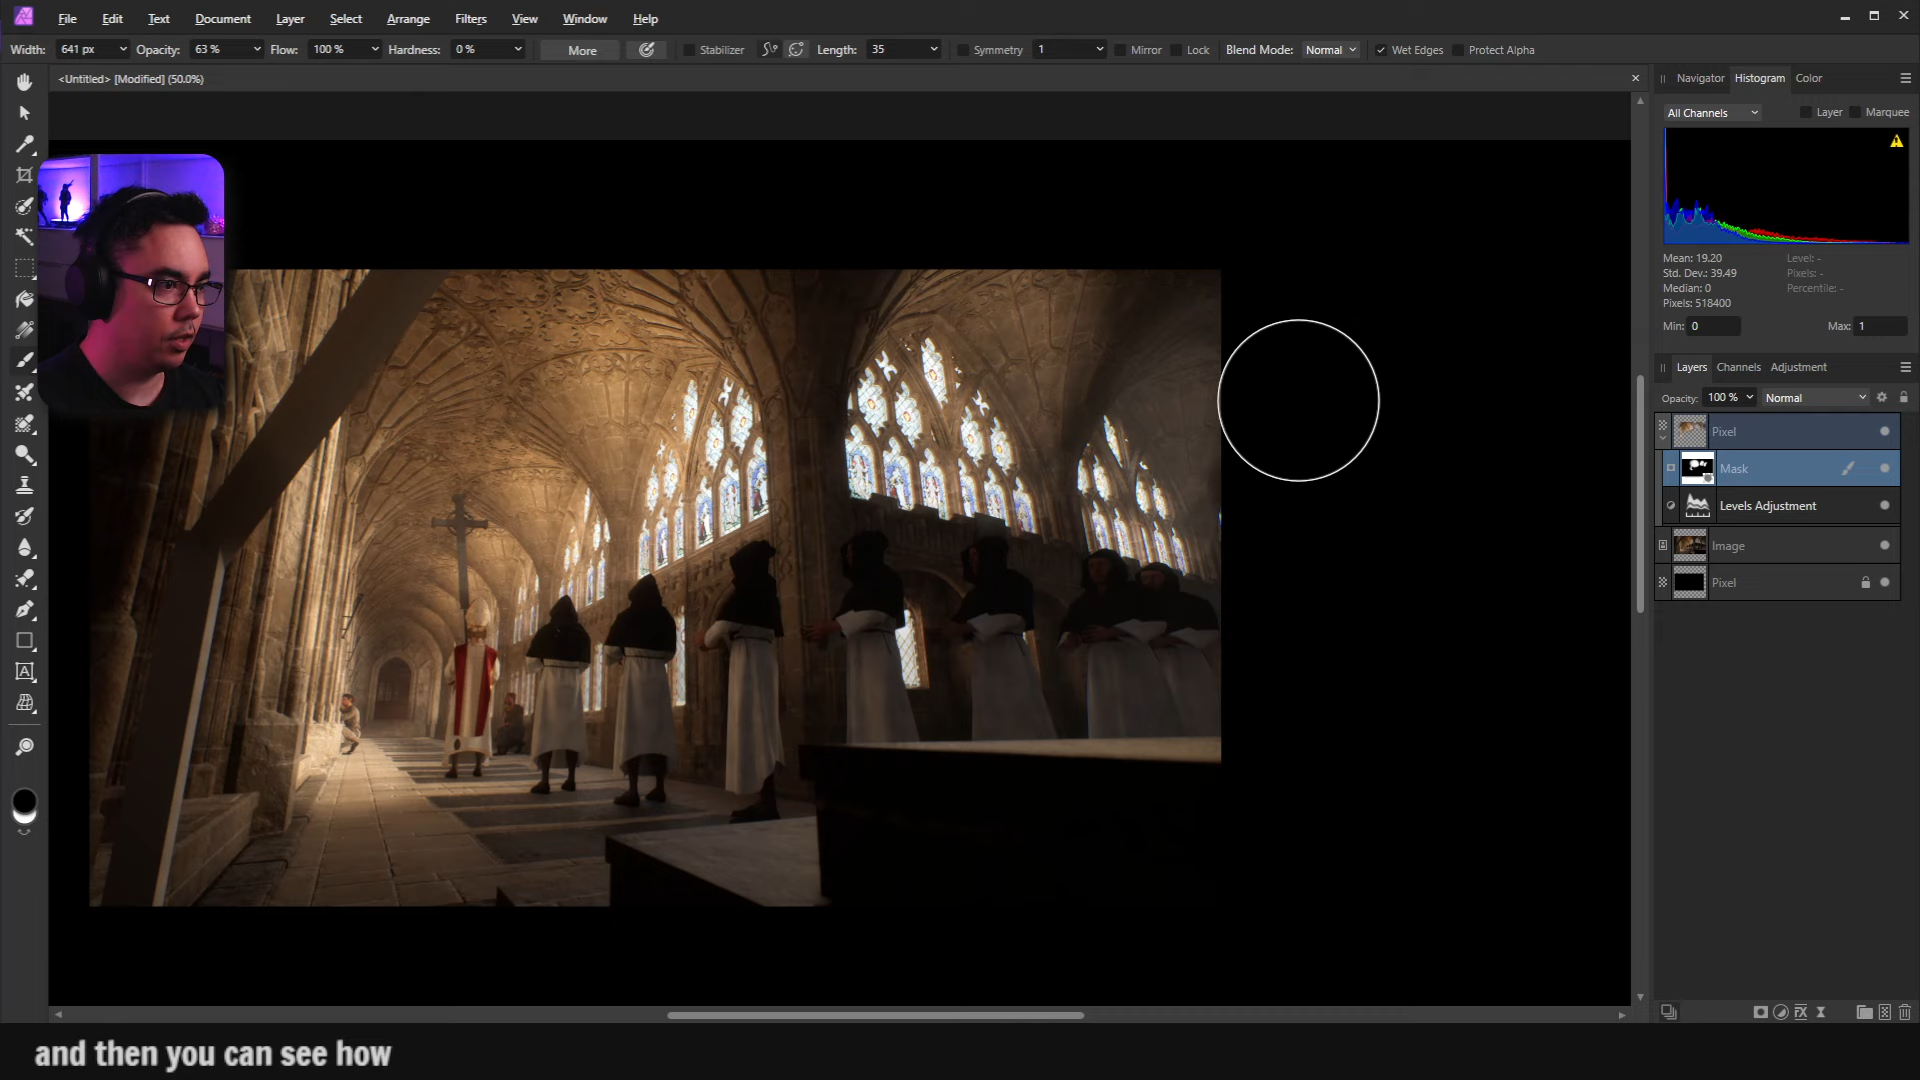 File Edit Text Document Layer Select Arrange Filters View Window Help
Width: 641 px Opacity: 63 % Flow: 100 % Hardness: 0 % More Stabilizer Length: 35 Symmetry 1 Mirror Lock Blend Mode: Normal Wet Edges Protect Alpha
<Untitled> [Modified] (50.0%)
Navigator Histogram Color
All Channels Layer Marquee
Mean: 19.20 Level: -
Std. Dev.: 39.49 Pixels: -
Median: 0 Percentile: -
Pixels: 518400
Min: 0 Max: 1
Layers Channels Adjustment
Opacity: 100 % Normal
Pixel
Mask
Levels Adjustment
Image
Pixel
and then you can see how